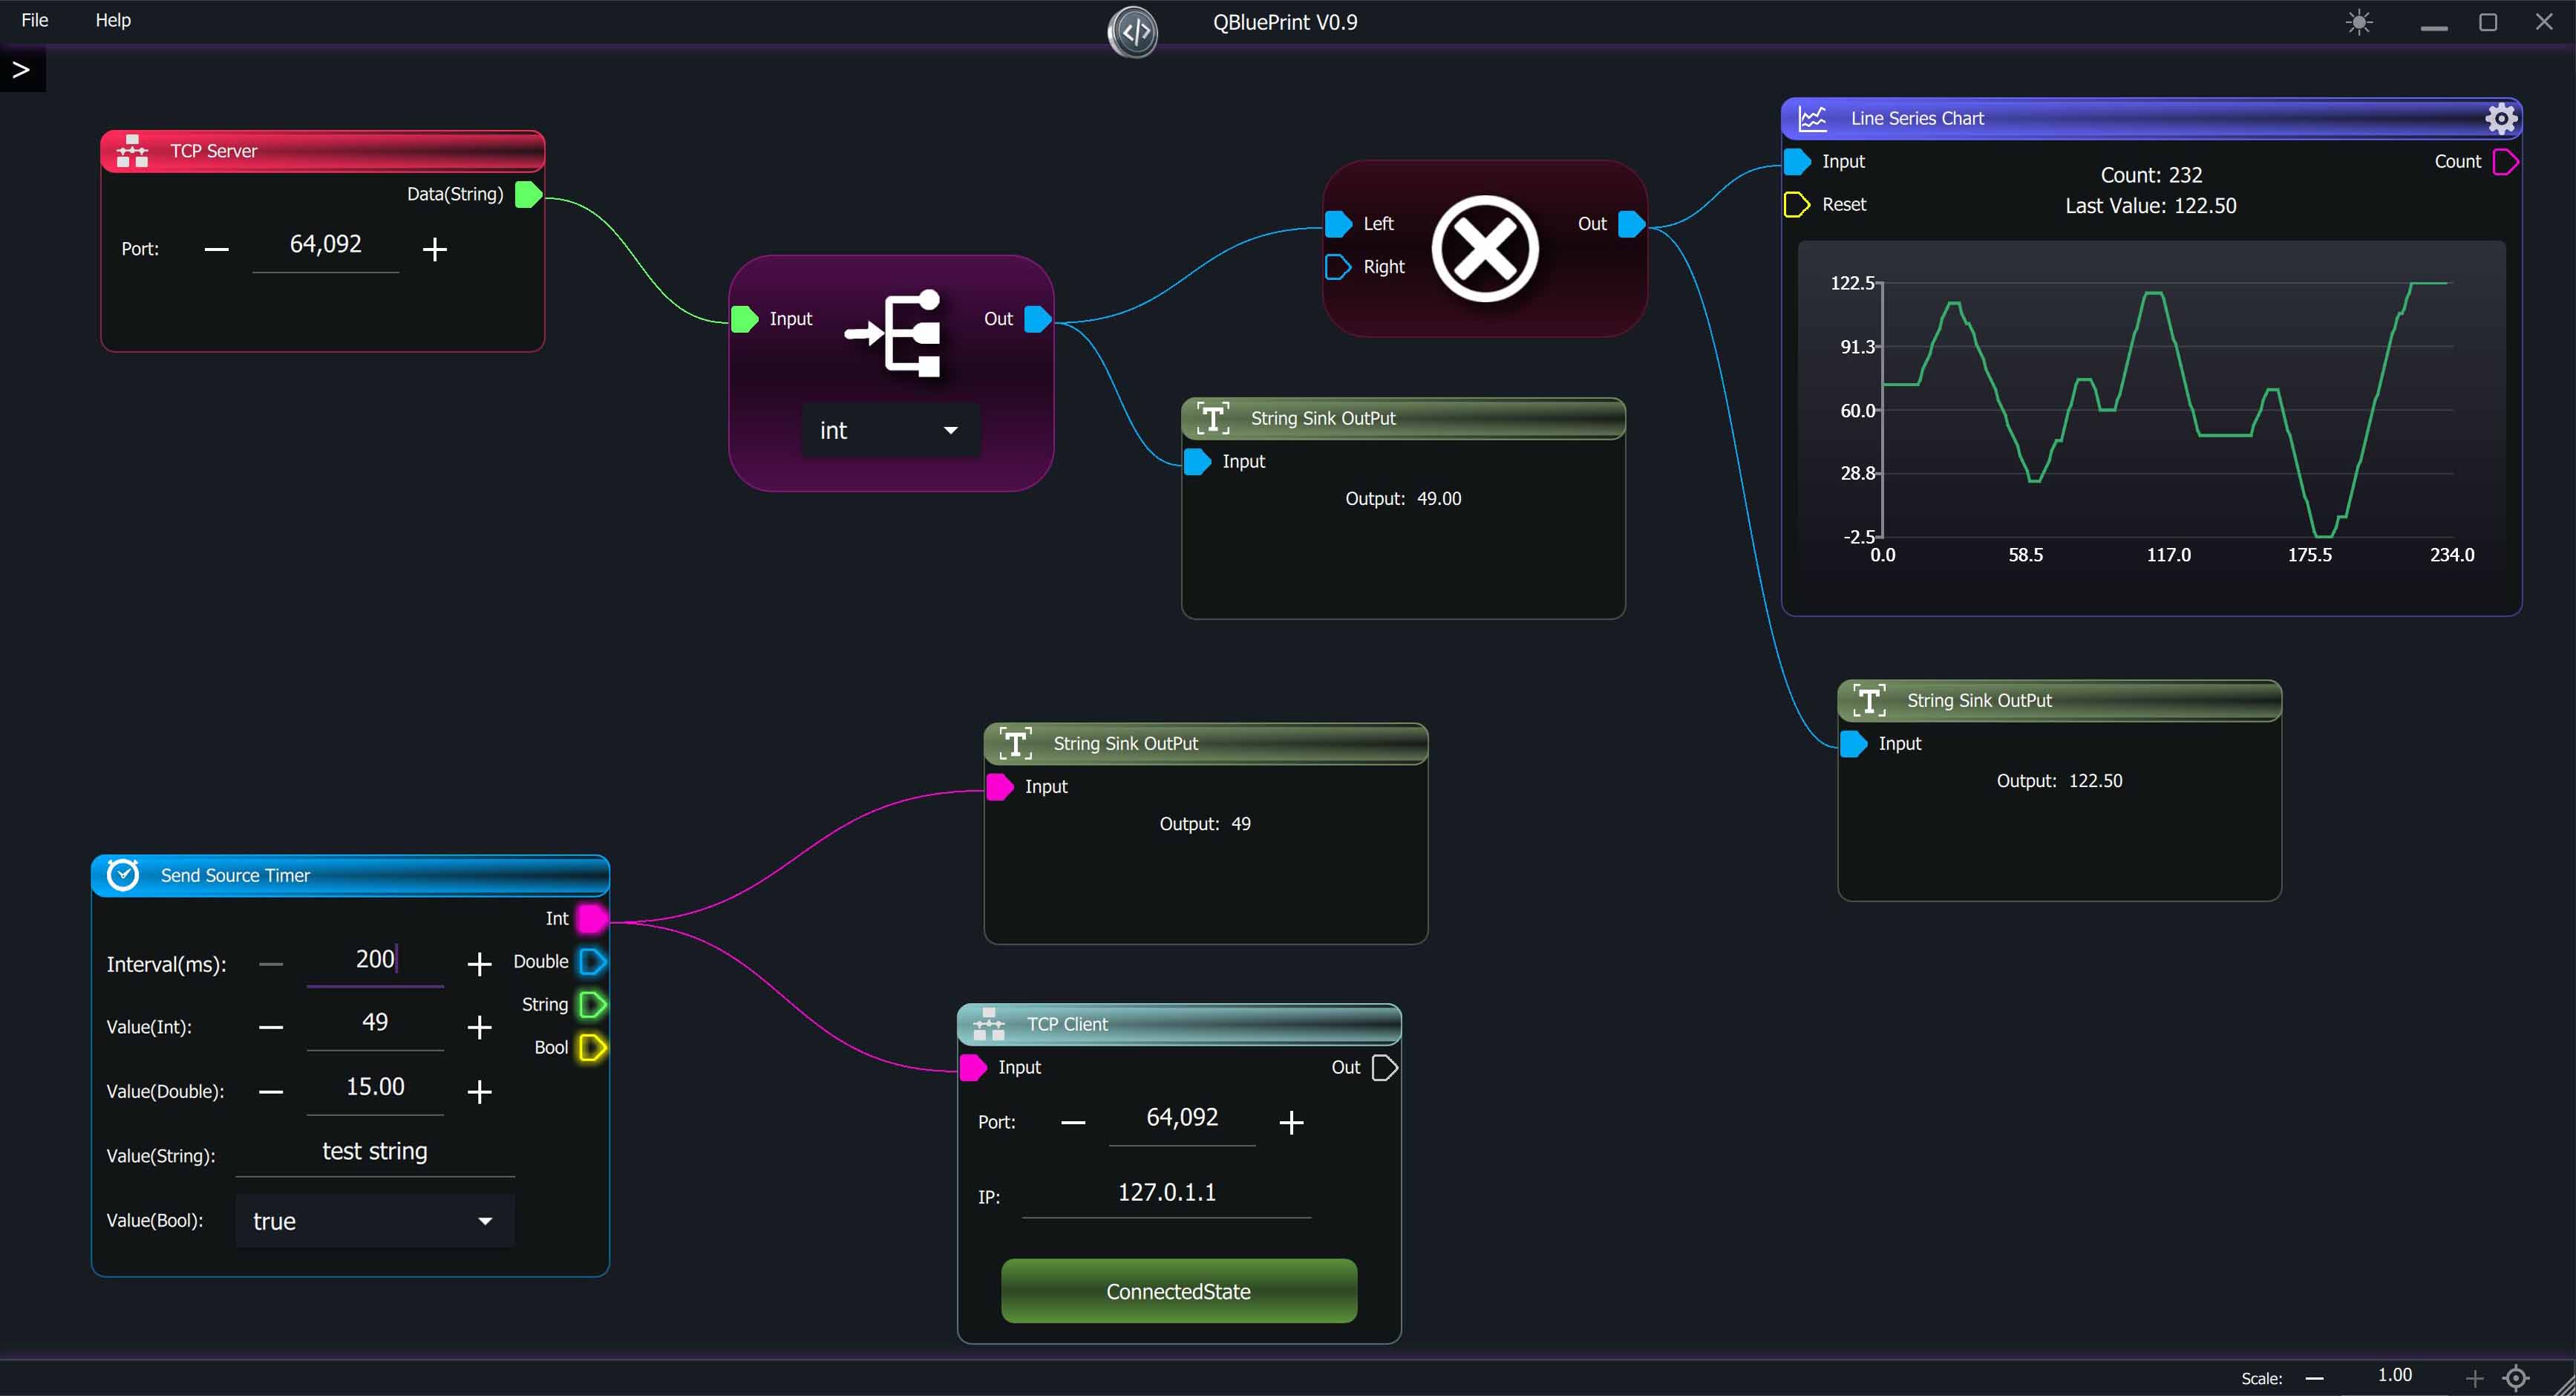 File Help QBluePrint V0.9
>
TCP Server
Data(String)
Port: 64,092
Input Out
int
Left Out
Right
String Sink OutPut
Input
Output: 49.00
Line Series Chart
Input Count
Reset
Count: 232
Last Value: 122.50
122.5
91.3
60.0
28.8
-2.5
0.0 58.5 117.0 175.5 234.0
String Sink OutPut
Input
Output: 122.50
String Sink OutPut
Input
Output: 49
Send Source Timer
Int
Interval(ms): 200
Double
String
Value(Int): 49
Bool
Value(Double): 15.00
Value(String): test string
Value(Bool): true
TCP Client
Input Out
Port: 64,092
IP: 127.0.1.1
ConnectedState
Scale: 1.00